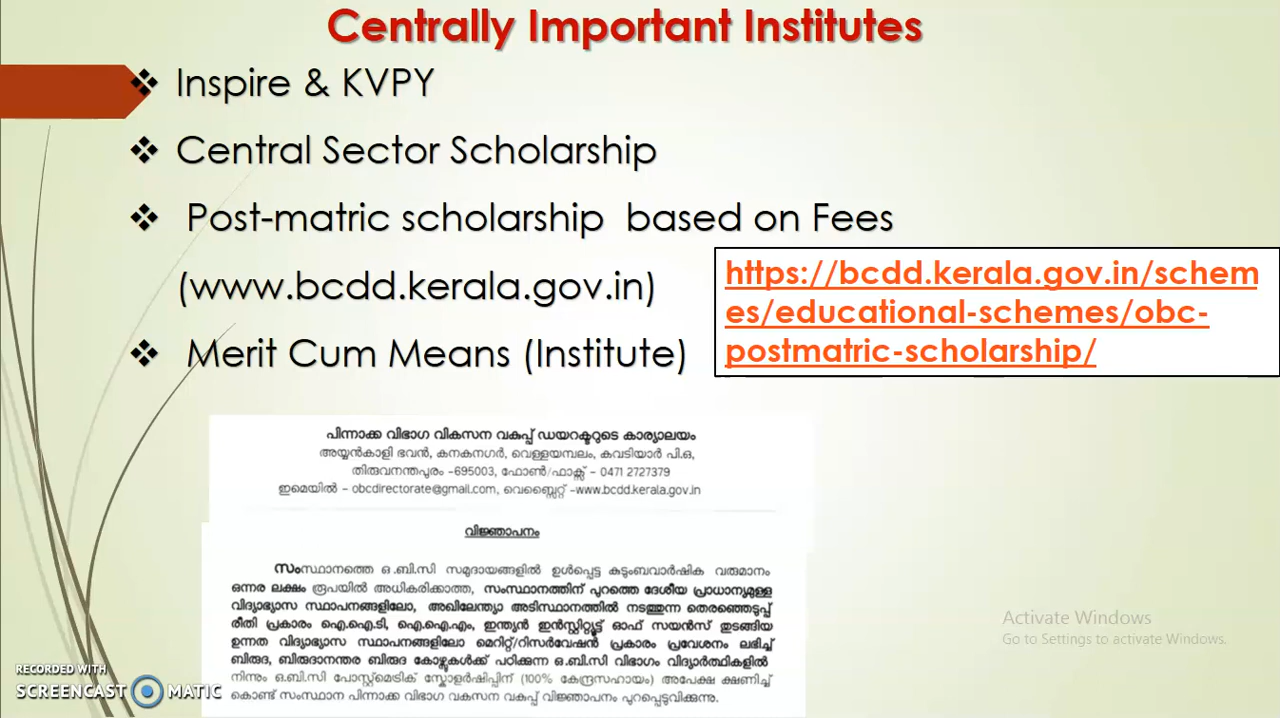 Centrally Important Institutes
❖ Inspire & KVPY
❖ Central Sector Scholarship
❖ Post-matric scholarship based on Fees
(www.bcdd.kerala.gov.in)
https://bcdd.kerala.gov.in/schem
es/educational-schemes/obc-
postmatric-scholarship/
❖ Merit Cum Means (Institute)
പിന്നാക്ക വിഭാഗ വികസന വകുപ്പ് ഡയറക്ടറുടെ കാര്യാലയം
അയ്യൻകാളി ഭവൻ, കനകനഗർ, വെള്ളയമ്പലം, കവടിയാർ പി.ഒ,
തിരുവനന്തപുരം -695003, ഫോൺ/ഫാക്സ് - 0471 2727379
ഇമെയിൽ - obcdirectorate@gmail.com, വെബ്സൈറ്റ് -www.bcdd.kerala.gov.in
വിജ്ഞാപനം
സംസ്ഥാനത്തെ ഒ.ബി.സി സമുദായങ്ങളിൽ ഉൾപ്പെട്ട കുടുംബവാർഷിക വരുമാനം
ഒന്നര ലക്ഷം രൂപയിൽ അധികരിക്കാത്ത, സംസ്ഥാനത്തിന് പുറത്തെ ദേശീയ പ്രാധാന്യമുള്ള
വിദ്യാഭ്യാസ സ്ഥാപനങ്ങളിലോ, അഖിലേന്ത്യാ അടിസ്ഥാനത്തിൽ നടത്തുന്ന തെരഞ്ഞെടുപ്പ്
രീതി പ്രകാരം ഐ.ഐ.ടി, ഐ.ഐ.എം, ഇന്ത്യൻ ഇൻസ്റ്റിറ്റ്യൂട്ട് ഓഫ് സയൻസ് തുടങ്ങിയ
ഉന്നത വിദ്യാഭ്യാസ സ്ഥാപനങ്ങളിലോ മെറിറ്റ്/റിസർവേഷൻ പ്രകാരം പ്രവേശനം ലഭിച്ച്
ബിരുദ, ബിരുദാനന്തര ബിരുദ കോഴ്സുകൾക്ക് പഠിക്കുന്ന ഒ.ബി.സി വിഭാഗം വിദ്യാർത്ഥികളിൽ
നിന്നും ഒ.ബി.സി പോസ്റ്റ്മെട്രിക് സ്കോളർഷിപ്പിന് (100% കേന്ദ്രസഹായം) അപേക്ഷ ക്ഷണിച്ച്
കൊണ്ട് സംസ്ഥാന പിന്നാക്ക വിഭാഗ വികസന വകുപ്പ് വിജ്ഞാപനം പുറപ്പെടുവിക്കുന്നു.
Activate Windows
Go to Settings to activate Windows.
RECORDED WITH
SCREENCAST MATIC